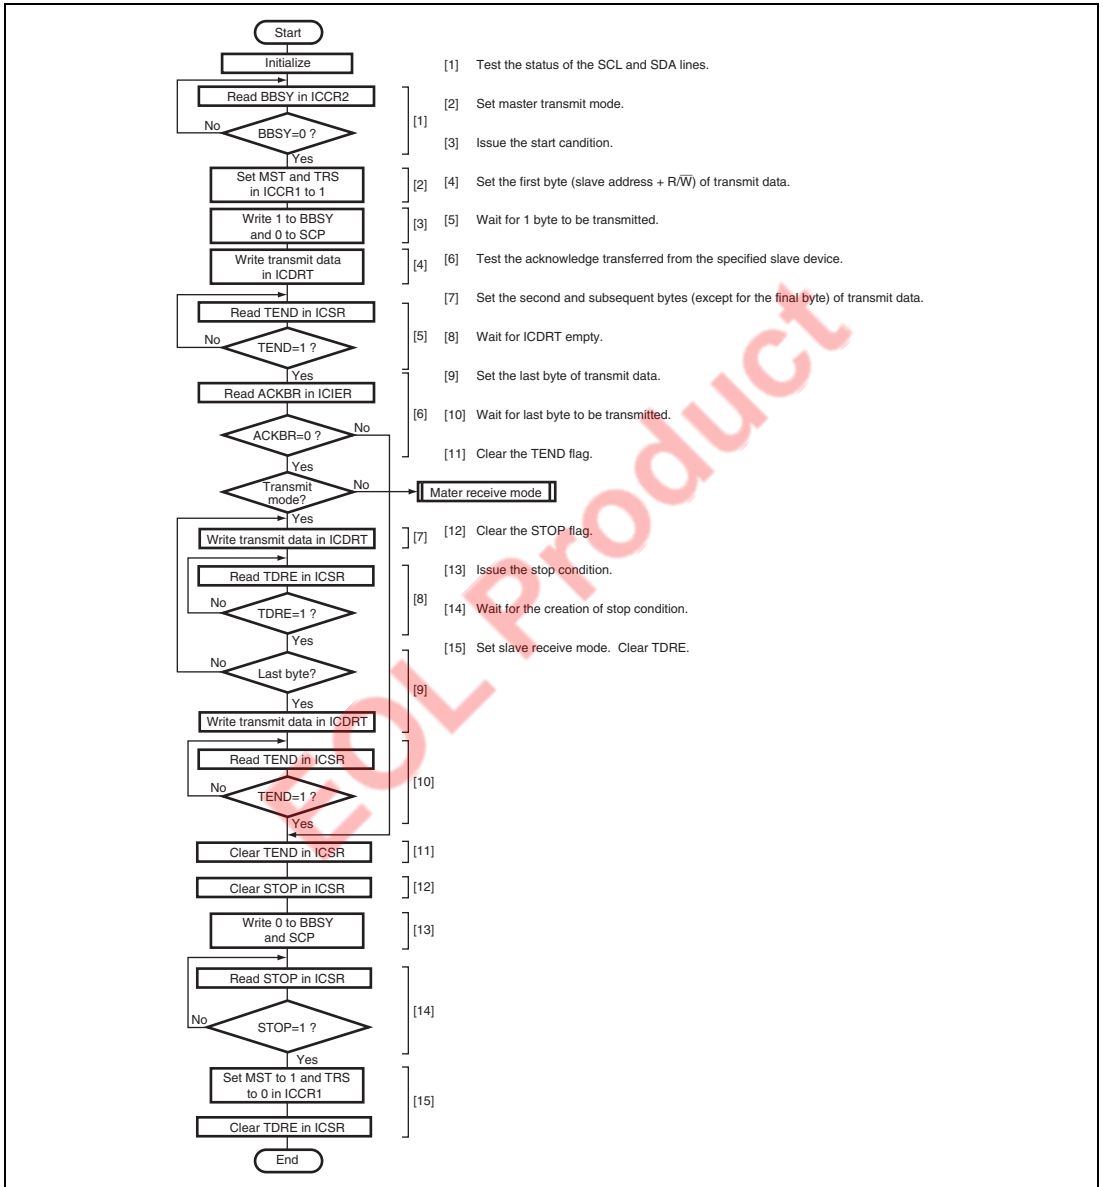 Start
Initialize
Read BBSY in ICCR2
No
BBSY=0 ?
[1]
Yes
Set MST and TRS
in ICCR1 to 1
[2]
Write 1 to BBSY
and 0 to SCP
[3]
Write transmit data
in ICDRT
[4]
Read TEND in ICSR
No
TEND=1 ?
[5]
Yes
Read ACKBR in ICIER
[6]
ACKBR=0 ?
No
Yes
Transmit
mode?
No
Mater receive mode
Yes
Write transmit data in ICDRT
[7]
Read TDRE in ICSR
No
TDRE=1 ?
[8]
Yes
No
Last byte?
[9]
Yes
Write transmit data in ICDRT
Read TEND in ICSR
No
TEND=1 ?
[10]
Yes
Clear TEND in ICSR
[11]
Clear STOP in ICSR
[12]
Write 0 to BBSY
and SCP
[13]
Read STOP in ICSR
No
STOP=1 ?
[14]
Yes
Set MST to 1 and TRS
to 0 in ICCR1
[15]
Clear TDRE in ICSR
End
[1] Test the status of the SCL and SDA lines.
[2] Set master transmit mode.
[3] Issue the start candition.
[4] Set the first byte (slave address + R/W̅) of transmit data.
[5] Wait for 1 byte to be transmitted.
[6] Test the acknowledge transferred from the specified slave device.
[7] Set the second and subsequent bytes (except for the final byte) of transmit data.
[8] Wait for ICDRT empty.
[9] Set the last byte of transmit data.
[10] Wait for last byte to be transmitted.
[11] Clear the TEND flag.
[12] Clear the STOP flag.
[13] Issue the stop condition.
[14] Wait for the creation of stop condition.
[15] Set slave receive mode. Clear TDRE.
EOL Product